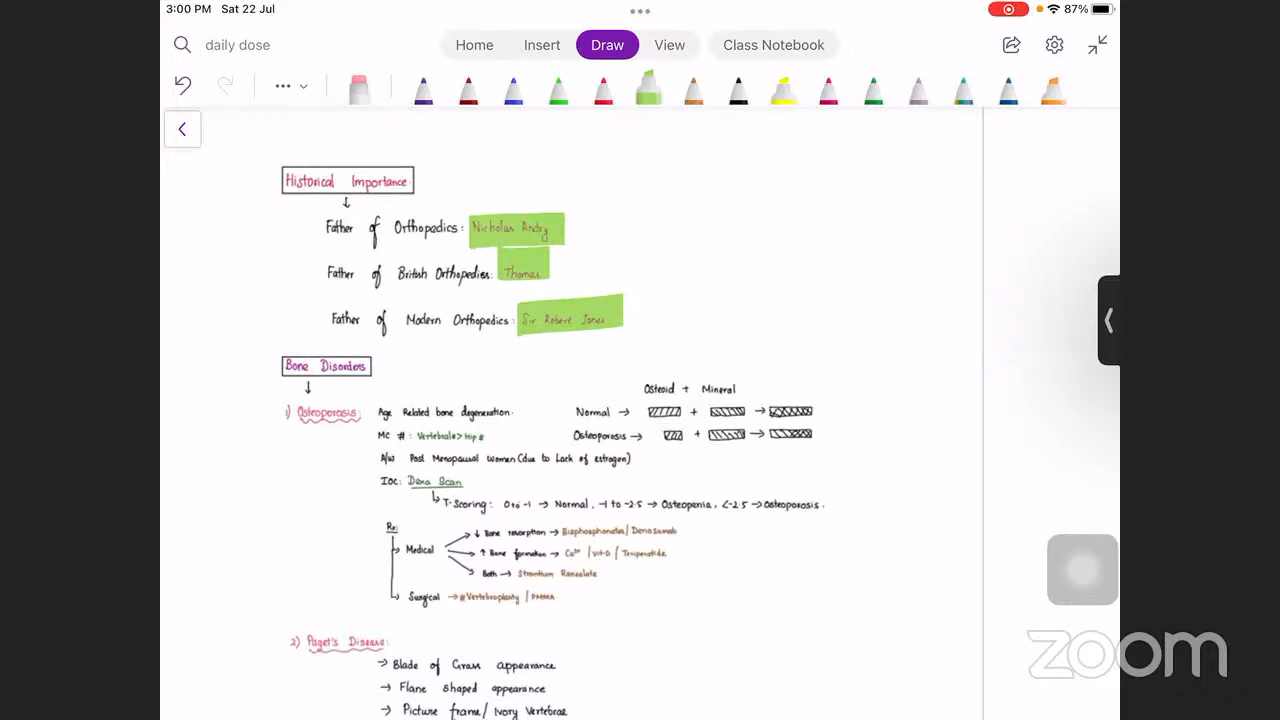 3:00 PM Sat 22 Jul
87%
daily dose
Home Insert Draw View Class Notebook
Historical Importance
Father of Orthopedics: Nicholas Andry
Father of British Orthopedics: Thomas
Father of Modern Orthopedics: Sir Robert Jones
Bone Disorders
Osteoid + Mineral
1) Osteoporosis: Age Related bone degeneration. Normal → + →
MC #: Vertebral # > Hip # Osteoporosis → + →
A/w Post Menopausal women (due to Lack of estrogen)
IOC: Dexa Scan
T-Scoring: 0 to -1 → Normal, -1 to -2.5 → Osteopenia, <-2.5 → Osteoporosis.
Rx:
↓ Bone resorption → Bisphosphonates / Denosumab
Medical ↑ Bone formation → Ca²⁺ / Vit-D / Teriparatide
Both → Strontium Ranealate
Surgical → # Vertebroplasty / PMMA
2) Paget's Disease:
→ Blade of Grass appearance
→ Flane shaped appearance
→ Picture frame / Ivory Vertebrae
zoom